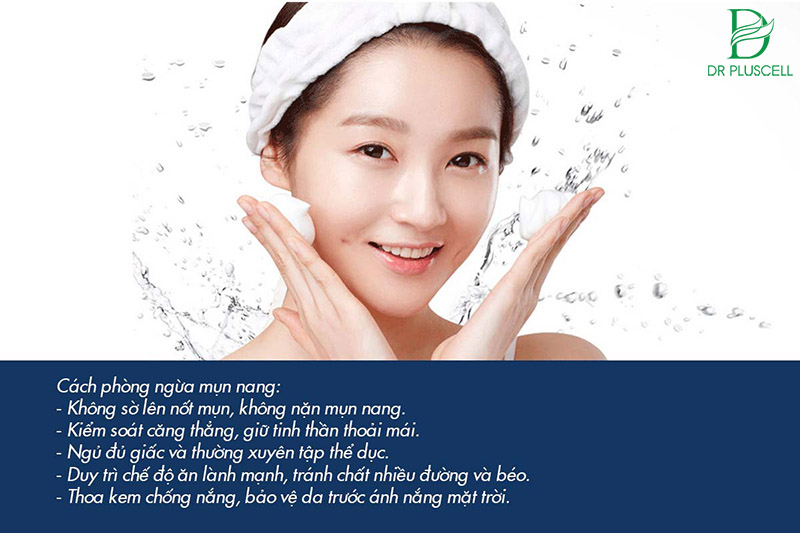 DR PLUSCELL
Cách phòng ngừa mụn nang:
- Không sờ lên nốt mụn, không nặn mụn nang.
- Kiểm soát căng thẳng, giữ tinh thần thoải mái.
- Ngủ đủ giấc và thường xuyên tập thể dục.
- Duy trì chế độ ăn lành mạnh, tránh chất nhiều đường và béo.
- Thoa kem chống nắng, bảo vệ da trước ánh nắng mặt trời.